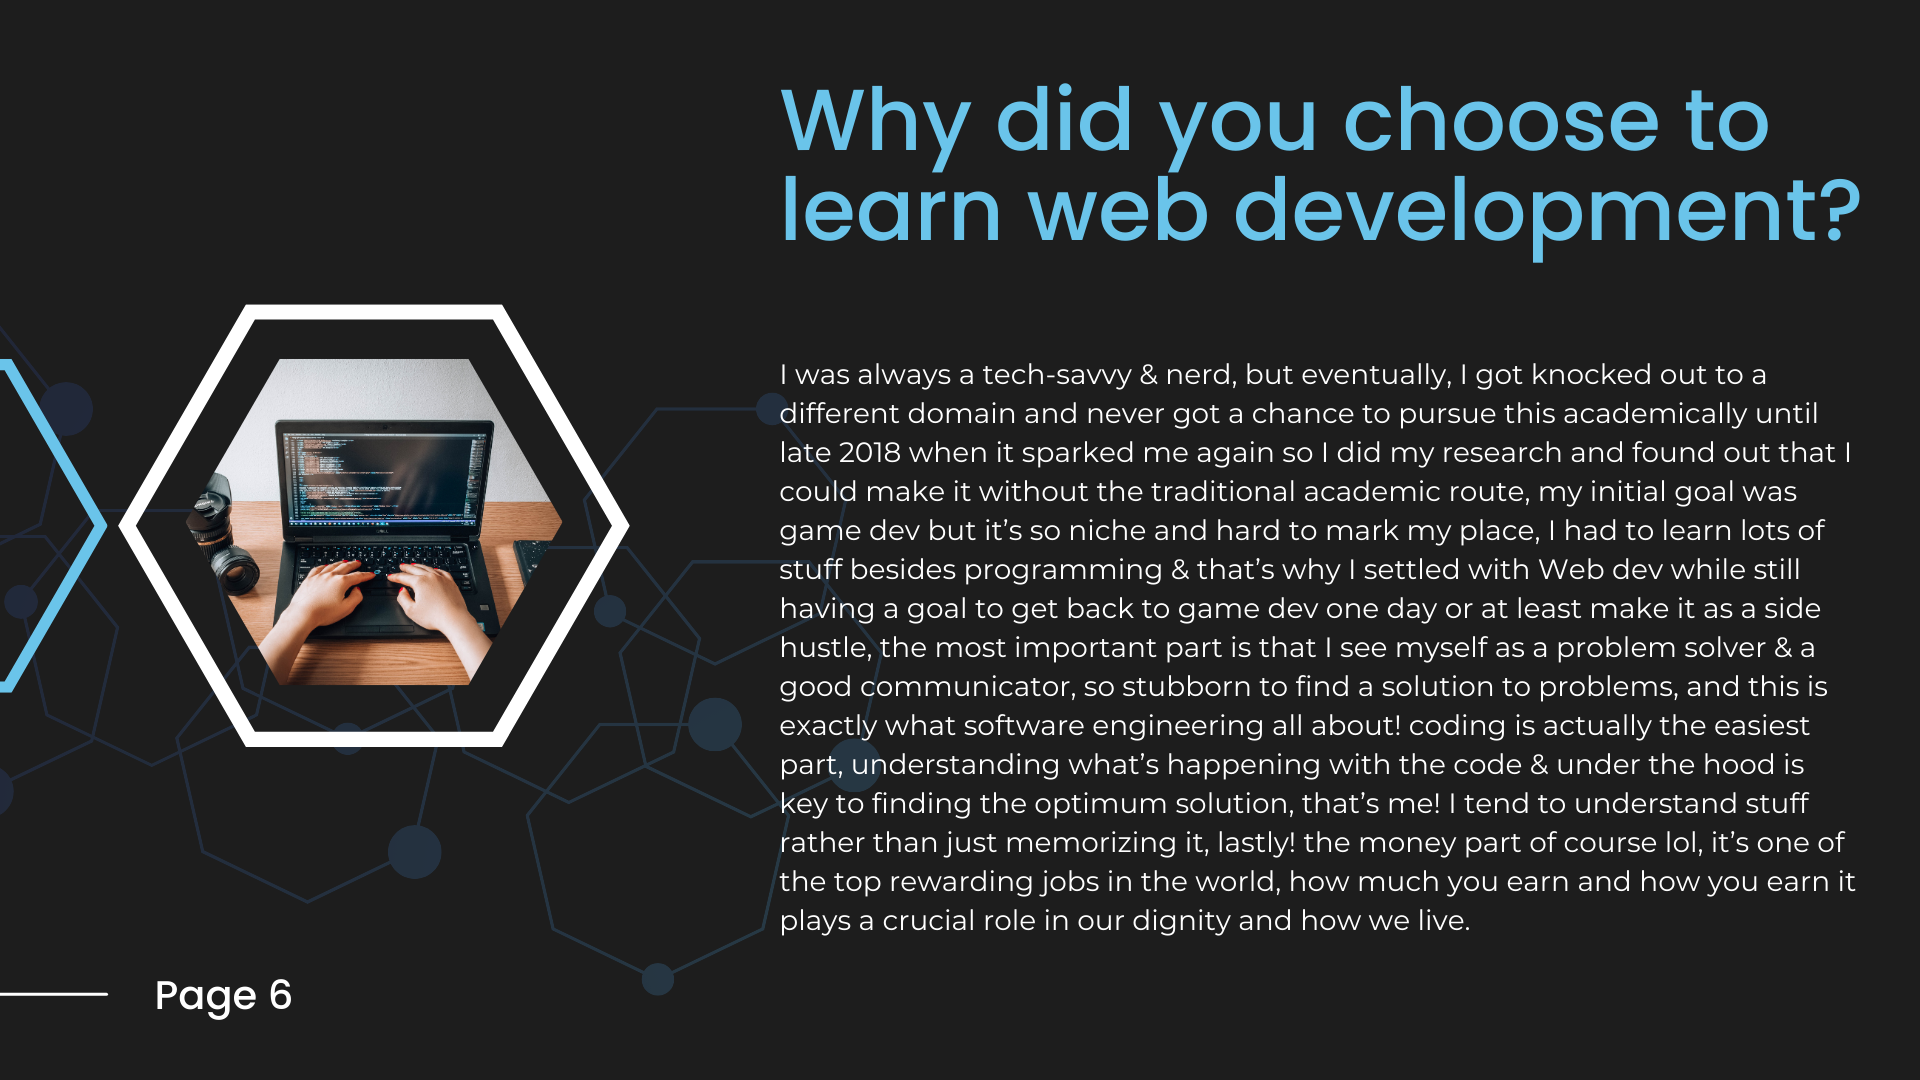 Why did you choose to
learn web development?
I was always a tech-savvy & nerd, but eventually, I got knocked out to a
different domain and never got a chance to pursue this academically until
late 2018 when it sparked me again so I did my research and found out that I
could make it without the traditional academic route, my initial goal was
game dev but it’s so niche and hard to mark my place, I had to learn lots of
stuff besides programming & that’s why I settled with Web dev while still
having a goal to get back to game dev one day or at least make it as a side
hustle, the most important part is that I see myself as a problem solver & a
good communicator, so stubborn to find a solution to problems, and this is
exactly what software engineering all about! coding is actually the easiest
part, understanding what’s happening with the code & under the hood is
key to finding the optimum solution, that’s me! I tend to understand stuff
rather than just memorizing it, lastly! the money part of course lol, it’s one of
the top rewarding jobs in the world, how much you earn and how you earn it
plays a crucial role in our dignity and how we live.
Page 6